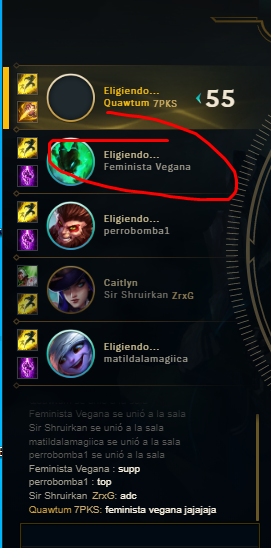 Eligiendo...
Quawtum 7PKS
55
Eligiendo...
Feminista Vegana
Eligiendo...
perrobomba1
Caitlyn
Sir Shruirkan ZrxG
Eligiendo...
matildalamagiica
Feminista Vegana se unió a la sala
Sir Shruirkan se unió a la sala
matildalamagiica se unió a la sala
perrobomba1 se unió a la sala
Feminista Vegana : supp
perrobomba1 : top
Sir Shruirkan ZrxG: adc
Quawtum 7PKS: feminista vegana jajajaja